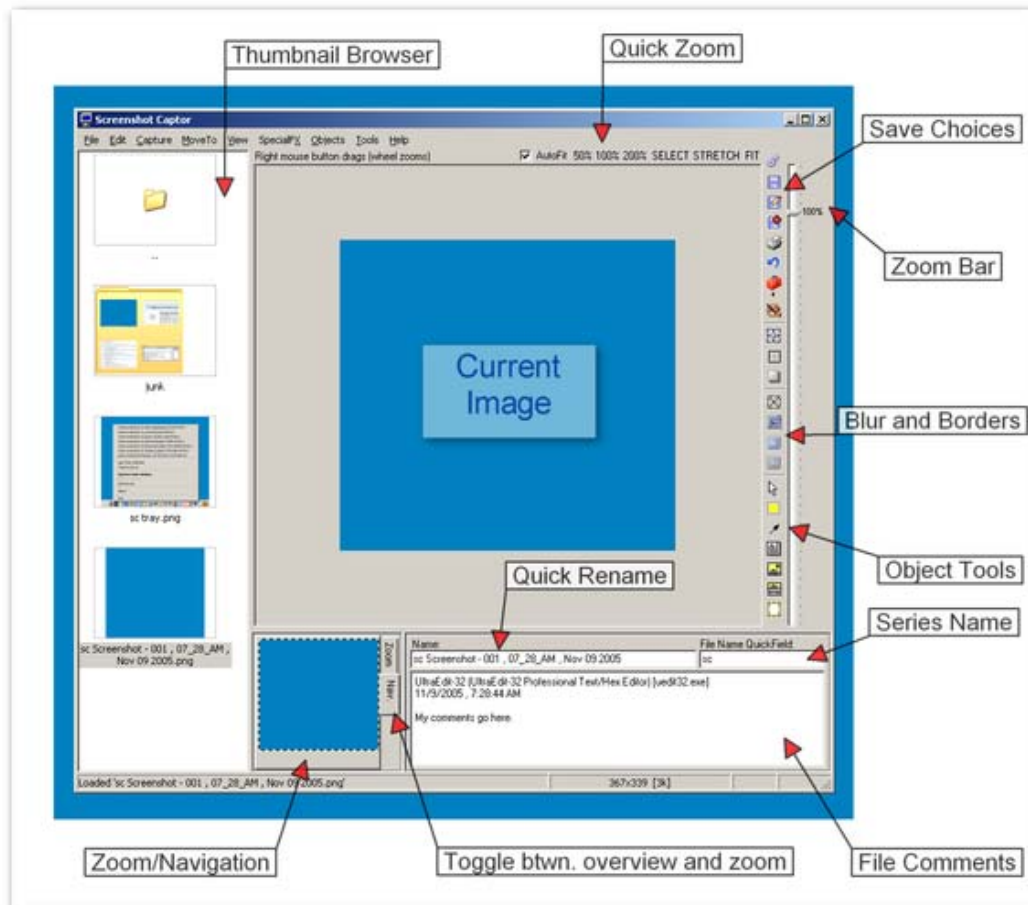 Quick Zoom
Thumbnail Browser
Screenshot Captor
File Edit Capture MoveTo View SpecialFX Objects Tools Help
Right mouse button drags (wheel zooms)
AutoFit 50% 100% 200% SELECT STRETCH FIT
Save Choices
100%
Zoom Bar
..
junk
Current
Image
Blur and Borders
sc tray.png
Quick Rename
Object Tools
Series Name
sc Screenshot - 001 , 07_28_AM ,
Nov 09 2005.png
Zoom
Nav
Name:
File Name QuickField:
sc Screenshot - 001 , 07_28_AM , Nov 09 2005
sc
UltraEdit-32 (UltraEdit-32 Professional Text/Hex Editor) [uedit32.exe]
11/9/2005 , 7:28:44 AM
My comments go here.
Loaded 'sc Screenshot - 001 , 07_28_AM , Nov 09 2005.png'
367x339 [3k]
Zoom/Navigation
Toggle btwn. overview and zoom
File Comments